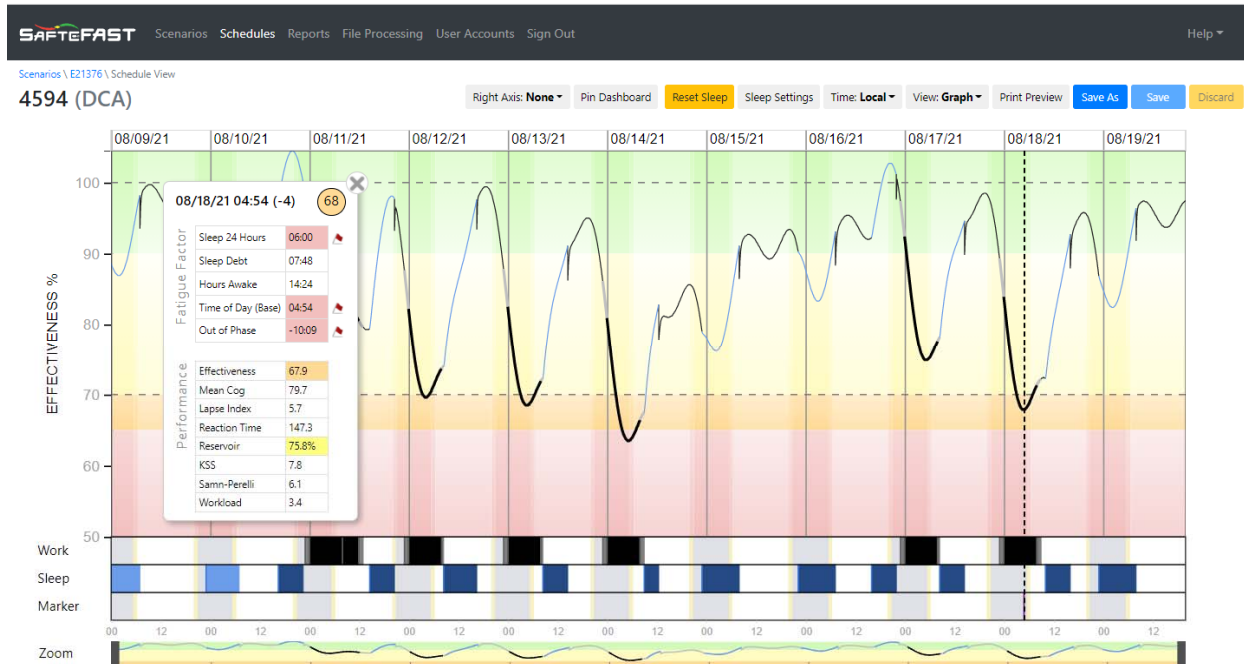 SAFTEFAST Scenarios Schedules Reports File Processing User Accounts Sign Out Help
Scenarios \ E21376 \ Schedule View
4594 (DCA) Right Axis: None Pin Dashboard Reset Sleep Sleep Settings Time: Local View: Graph Print Preview Save As Save Discard
08/09/21 08/10/21 08/11/21 08/12/21 08/13/21 08/14/21 08/15/21 08/16/21 08/17/21 08/18/21 08/19/21
EFFECTIVENESS %
100
90
80
70
60
50
08/18/21 04:54 (-4) 68
Fatigue Factor
Sleep 24 Hours 06:00
Sleep Debt 07:48
Hours Awake 14:24
Time of Day (Base) 04:54
Out of Phase -10:09
Performance
Effectiveness 67.9
Mean Cog 79.7
Lapse Index 5.7
Reaction Time 147.3
Reservoir 75.8%
KSS 7.8
Samn-Perelli 6.1
Workload 3.4
Work
Sleep
Marker
00 12 00 12 00 12 00 12 00 12 00 12 00 12 00 12 00 12 00 12 00 12
Zoom